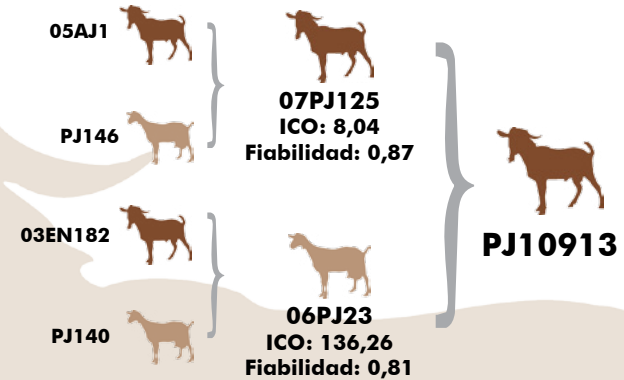 05AJ1
PJ146
07PJ125
ICO: 8,04
Fiabilidad: 0,87
03EN182
PJ140
06PJ23
ICO: 136,26
Fiabilidad: 0,81
PJ10913